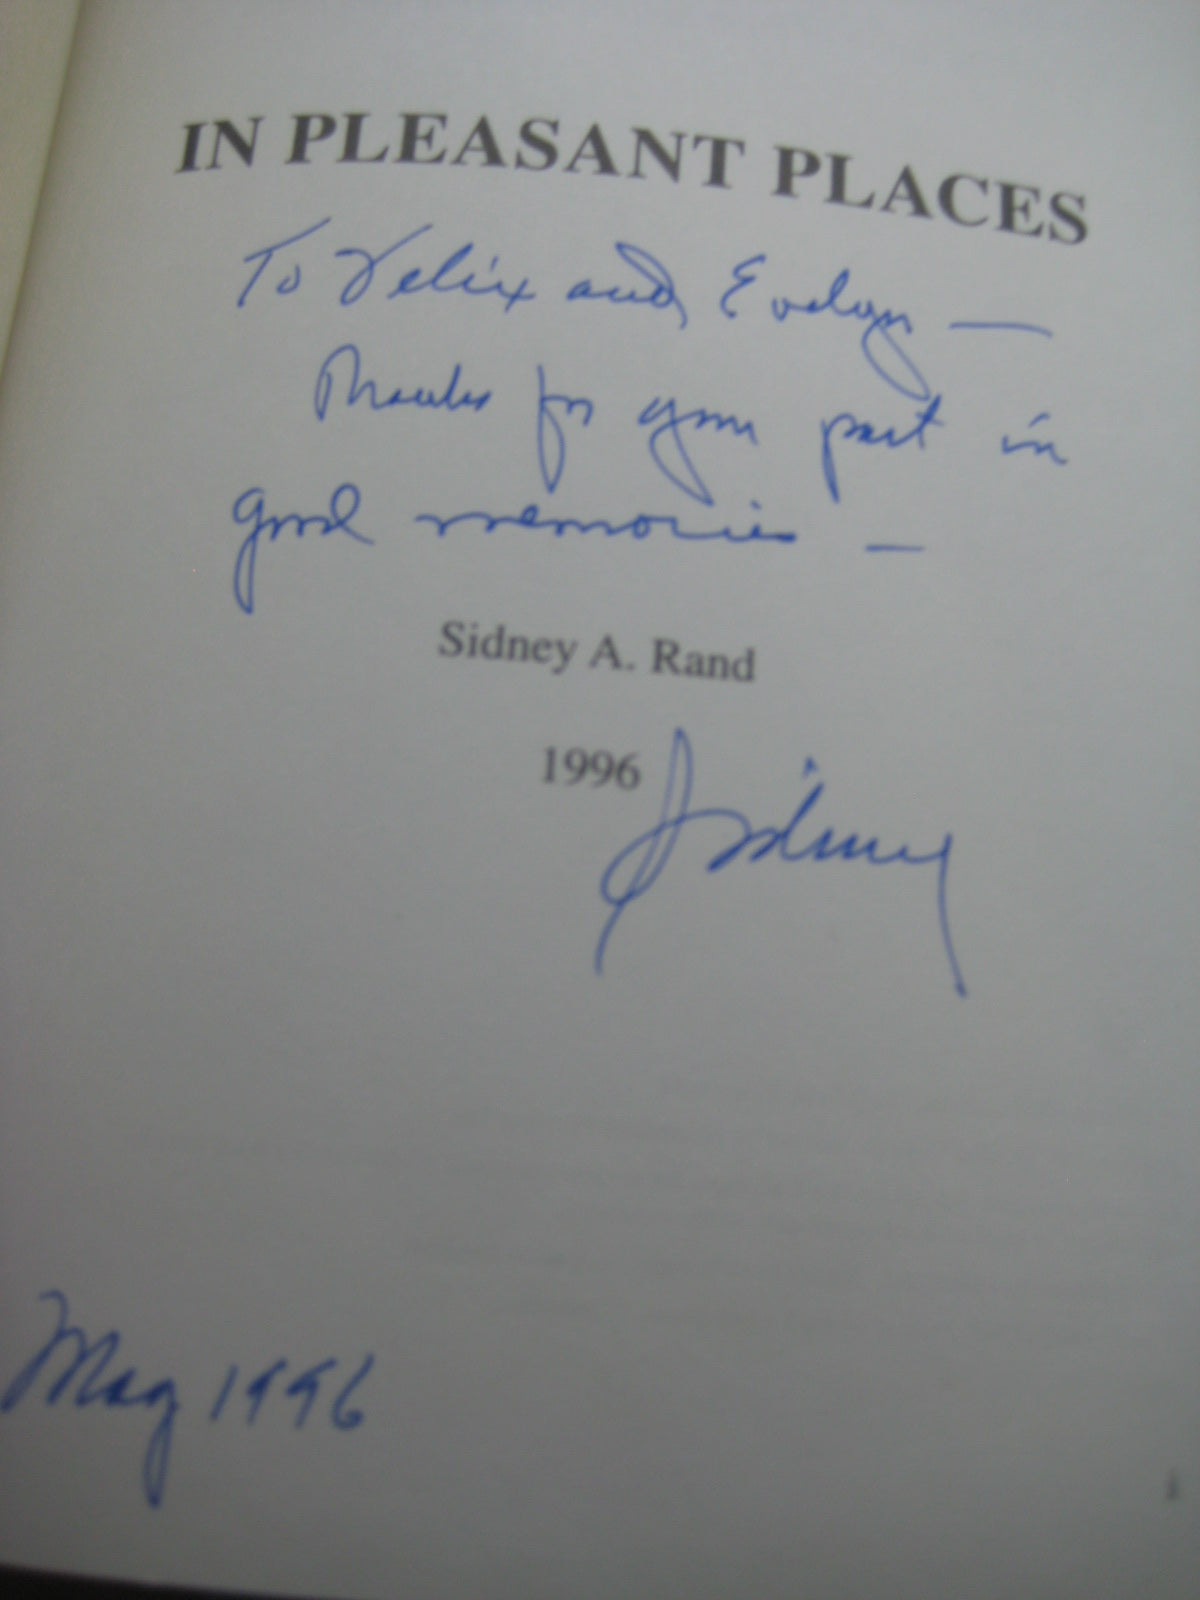 IN PLEASANT PLACES
To Felix and Evelyn —
Thanks for your part in
good memories —
Sidney A. Rand
1996
Sidney
May 1996
i